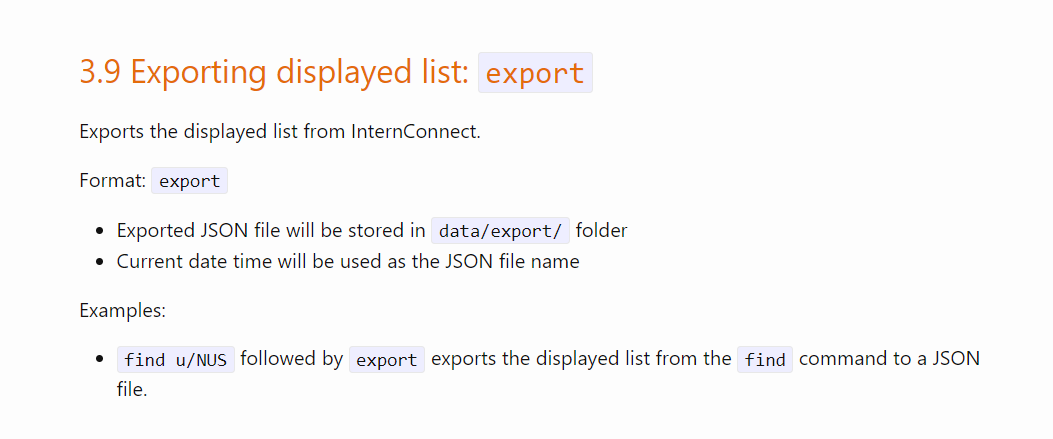 3.9 Exporting displayed list: export
Exports the displayed list from InternConnect.
Format: export
• Exported JSON file will be stored in data/export/ folder
• Current date time will be used as the JSON file name
Examples:
• find u/NUS followed by export exports the displayed list from the find command to a JSON
file.